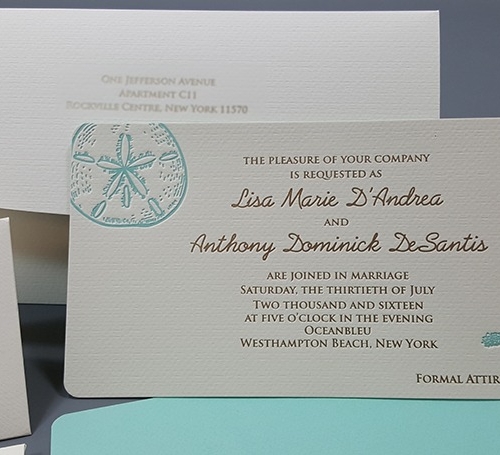 One Jefferson Avenue
Apartment C11
Rockville Centre, New York 11570
the pleasure of your company
is requested as
Lisa Marie D'Andrea
and
Anthony Dominick DeSantis
are joined in marriage
Saturday, the thirtieth of July
Two thousand and sixteen
at five o'clock in the evening
Oceanbleu
Westhampton Beach, New York
Formal Attir